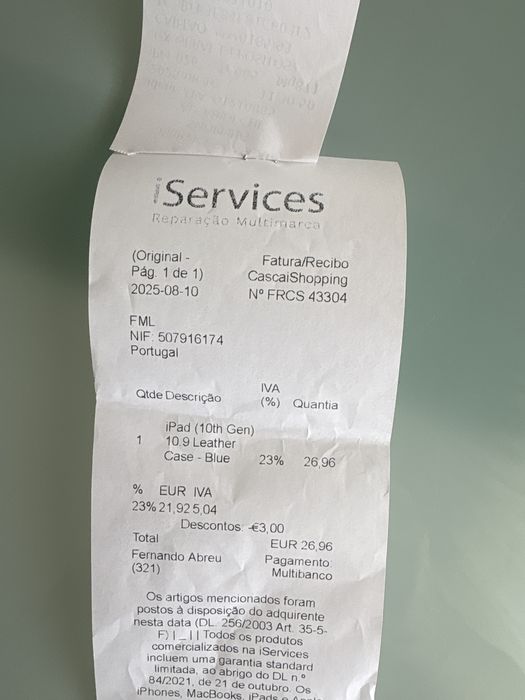 iServices
Reparação Multimarca
(Original - Fatura/Recibo
Pág. 1 de 1) CascaiShopping
2025-08-10 Nº FRCS 43304
FML
NIF: 507916174
Portugal
Qtde Descrição IVA (%) Quantia
iPad (10th Gen)
1 10.9 Leather
Case - Blue 23% 26,96
% EUR IVA
23% 21,92 5,04
Descontos: -€3,00
Total EUR 26,96
Fernando Abreu Pagamento:
(321) Multibanco
Os artigos mencionados foram
postos à disposição do adquirente
nesta data (DL. 256/2003 Art. 35-5-
F) |_| | Todos os produtos
comercializados na iServices
incluem uma garantia standard
limitada, ao abrigo do DL n.º
84/2021, de 21 de outubro. Os
iPhones, MacBooks, iPads e